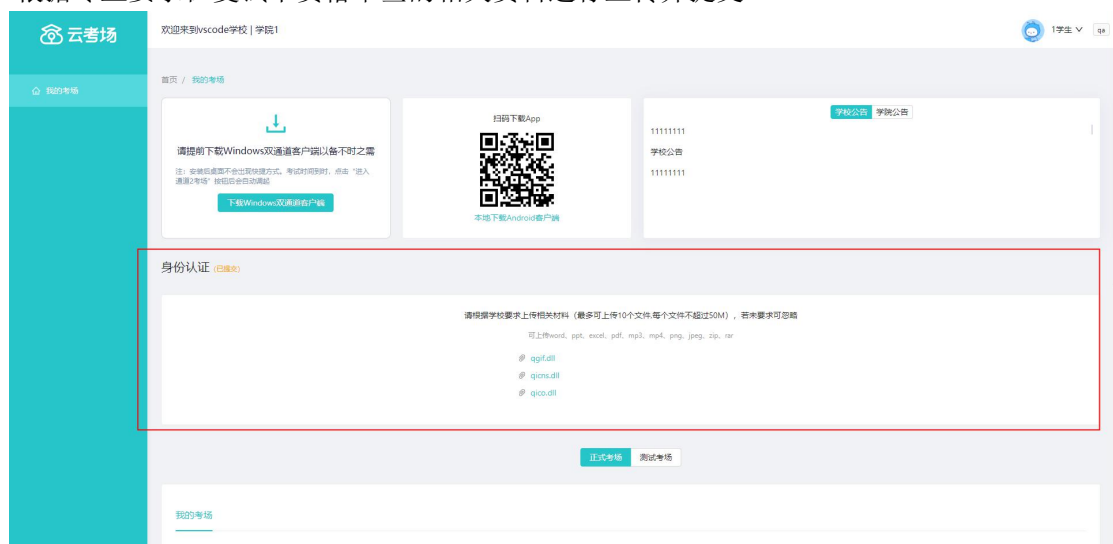 云考场
欢迎来到vscode学校 | 学院1
1学生
qa
我的考场
首页 / 我的考场
请提前下载Windows双通道客户端以备不时之需
注：安装后桌面不会出现快捷方式。考试时间到时，点击“进入
通道2考场”按钮后会自动调起
下载Windows双通道客户端
扫码下载App
本地下载Android客户端
学校公告 学院公告
11111111
学校公告
11111111
身份认证 (已提交)
请根据学校要求上传相关材料（最多可上传10个文件,每个文件不超过50M），若未要求可忽略
可上传word、ppt、excel、pdf、mp3、mp4、png、jpeg、zip、rar
qgif.dll
qicns.dll
qico.dll
正式考场 测试考场
我的考场